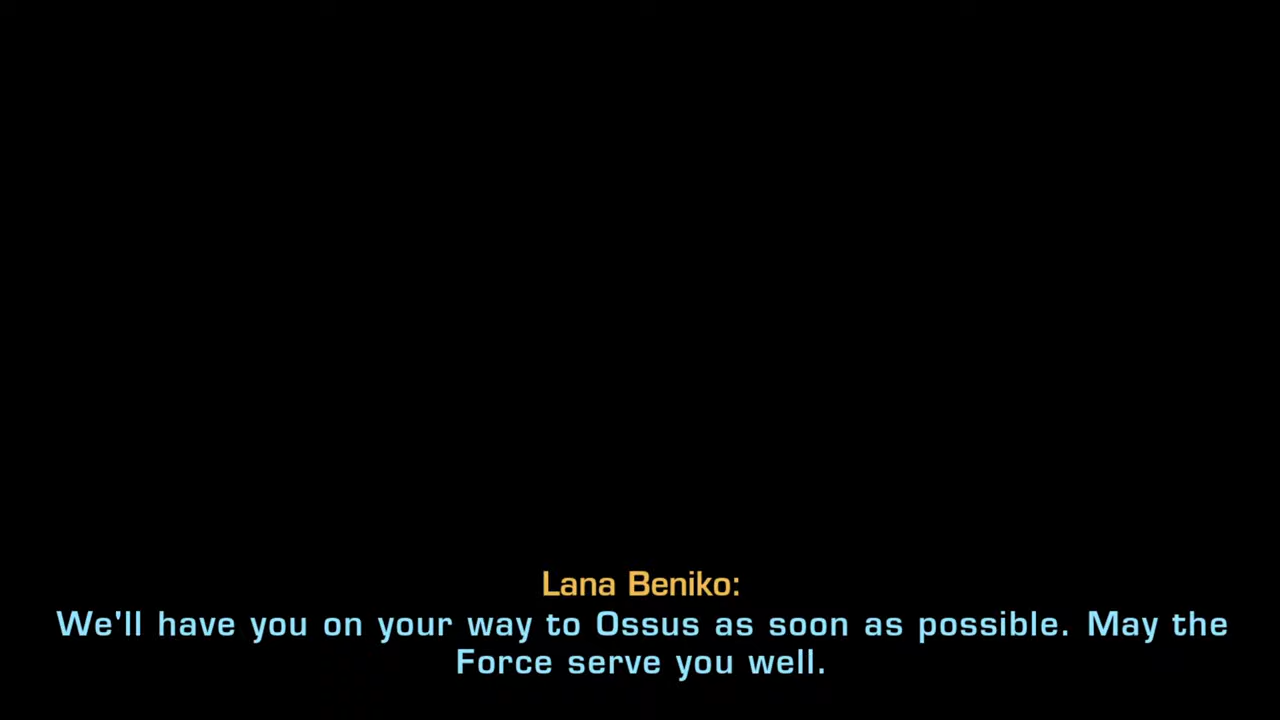 Lana Beniko:
We'll have you on your way to Ossus as soon as possible. May the
Force serve you well.